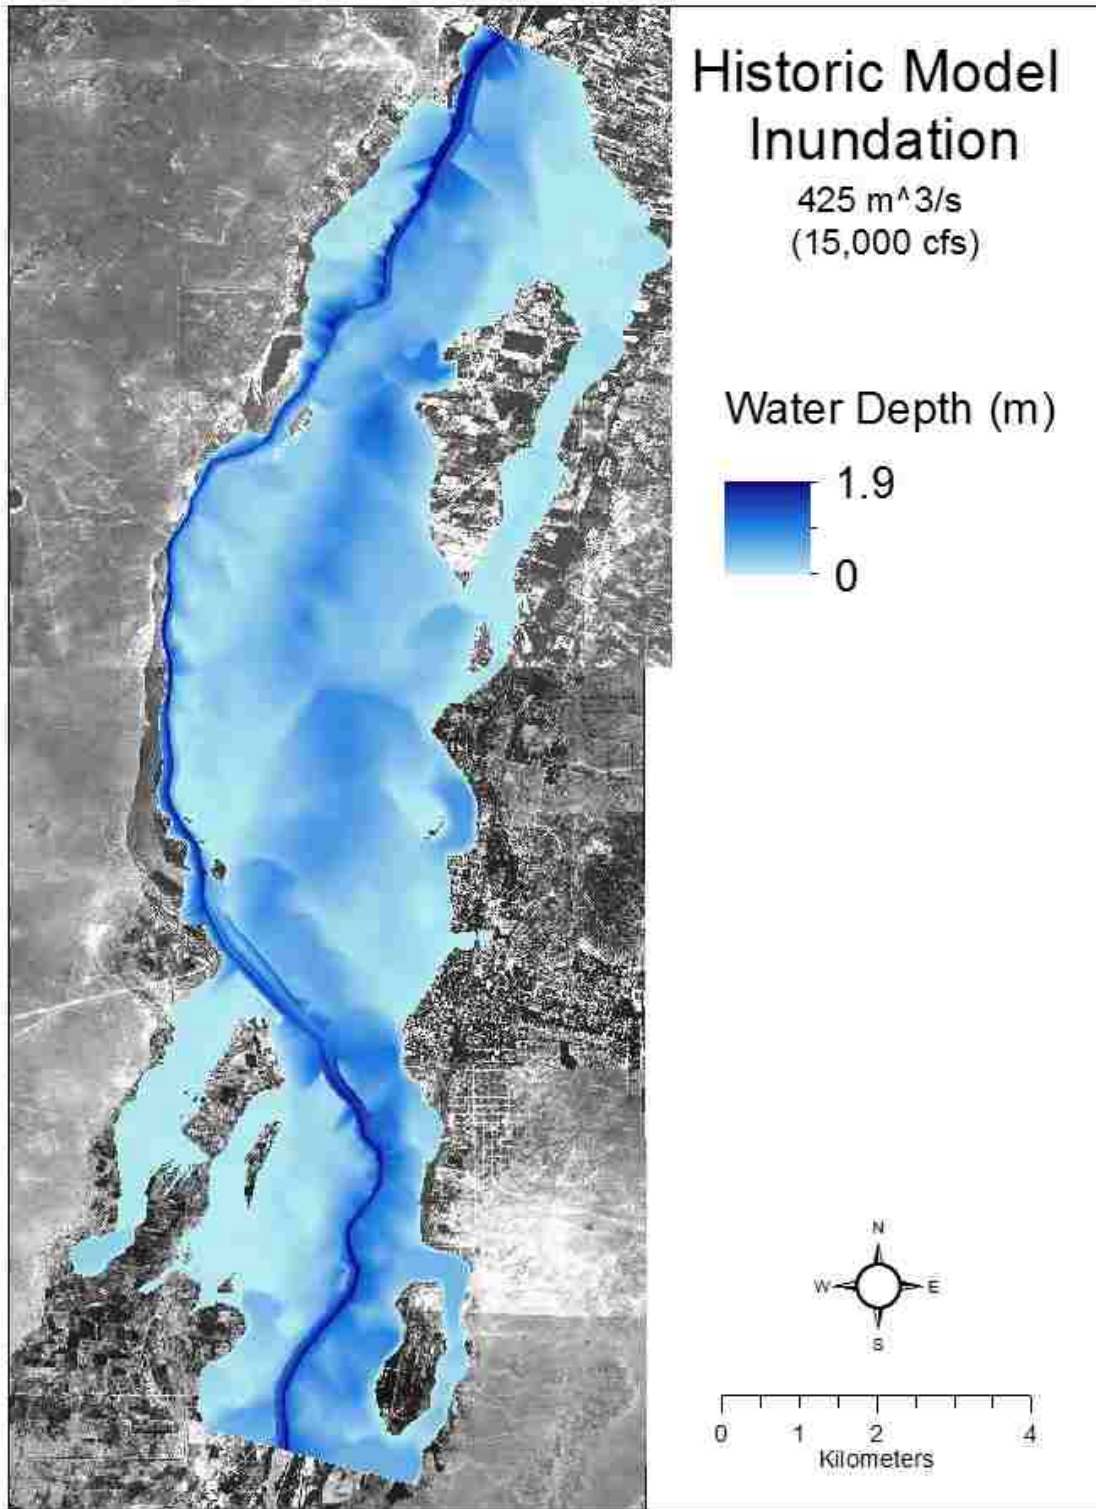 Historic Model
Inundation
425 m^3/s
(15,000 cfs)
Water Depth (m)
1.9
0
N
W E
S
0 1 2 4
Kilometers